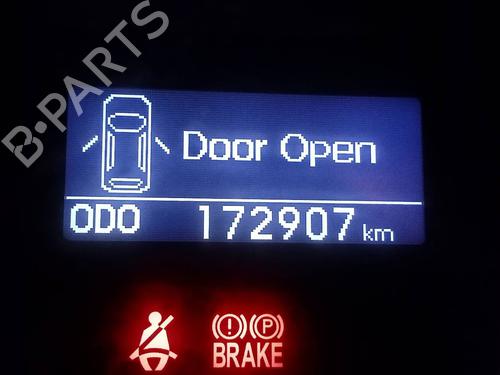 B-PARTS
Door Open
ODO 172907 km
(!) (P)
BRAKE